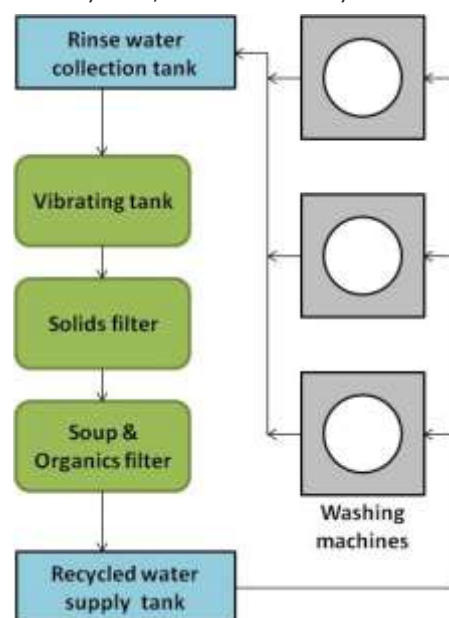 Rinse water
collection tank
Vibrating tank
Solids filter
Soup &
Organics filter
Recycled water
supply tank
Washing
machines